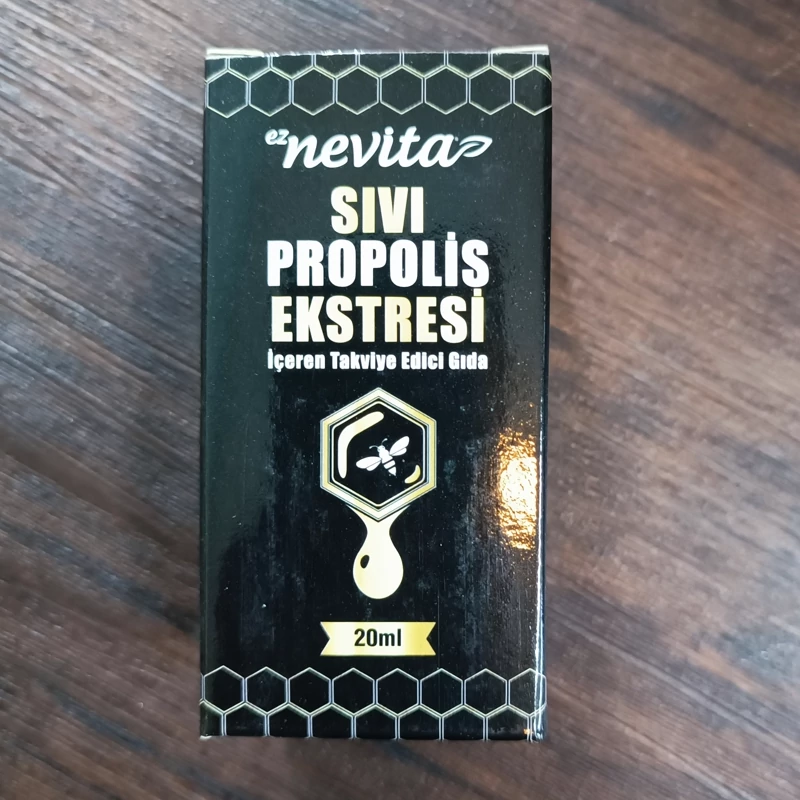 ez nevita
SIVI
PROPOLİS
EKSTRESİ
İçeren Takviye Edici Gıda
20ml